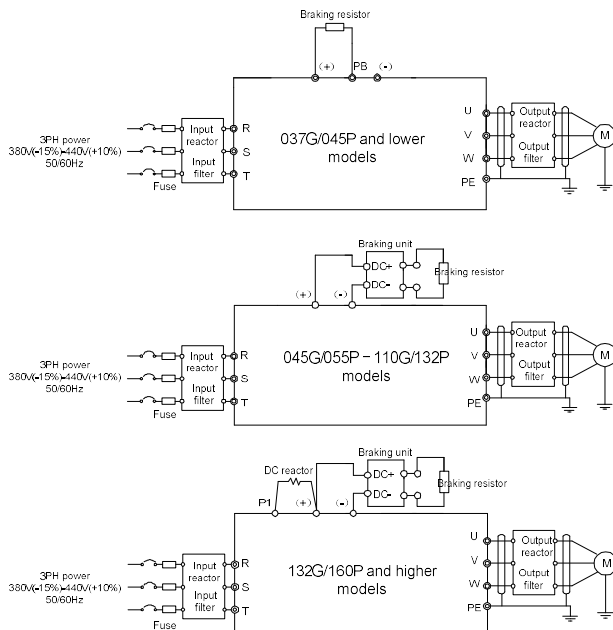 Braking resistor
(+) PB (-)
R
S
T
3PH power
380V(-15%)-440V(+10%)
50/60Hz
Fuse
Input
reactor
Input
filter
037G/045P and lower
models
U
V
W
PE
Output
reactor
Output
filter
M
Braking unit
DC+
DC-
Braking resistor
(+) (-)
R
S
T
3PH power
380V(-15%)-440V(+10%)
50/60Hz
Fuse
Input
reactor
Input
filter
045G/055P – 110G/132P
models
U
V
W
PE
Output
reactor
Output
filter
M
Braking unit
DC reactor
DC+
DC-
Braking resistor
P1 (+) (-)
R
S
T
3PH power
380V(-15%)-440V(+10%)
50/60Hz
Fuse
Input
reactor
Input
filter
132G/160P and higher
models
U
V
W
PE
Output
reactor
Output
filter
M